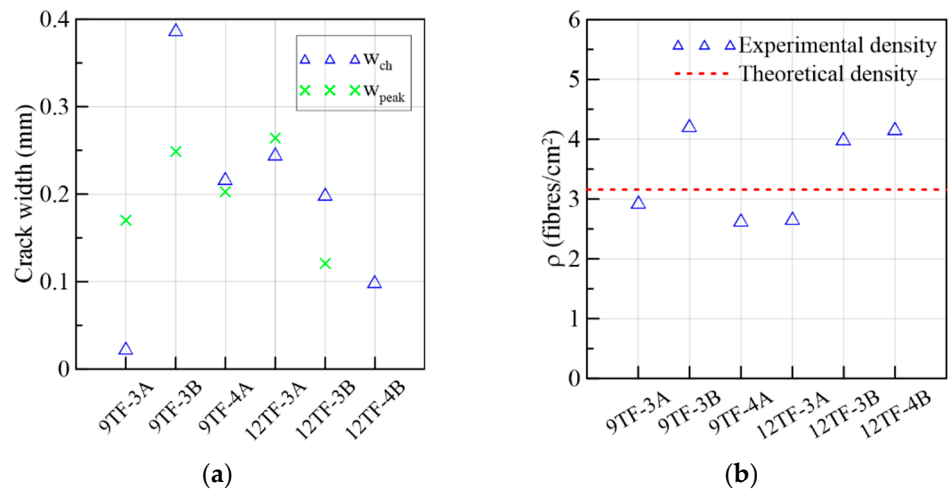 0.4
0.3
0.2
0.1
0
Crack width (mm)
w_ch
w_peak
9TF-3A
9TF-3B
9TF-4A
12TF-3A
12TF-3B
12TF-4B
(a)
6
5
4
3
2
1
0
ρ (fibres/cm²)
Experimental density
Theoretical density
9TF-3A
9TF-3B
9TF-4A
12TF-3A
12TF-3B
12TF-4B
(b)